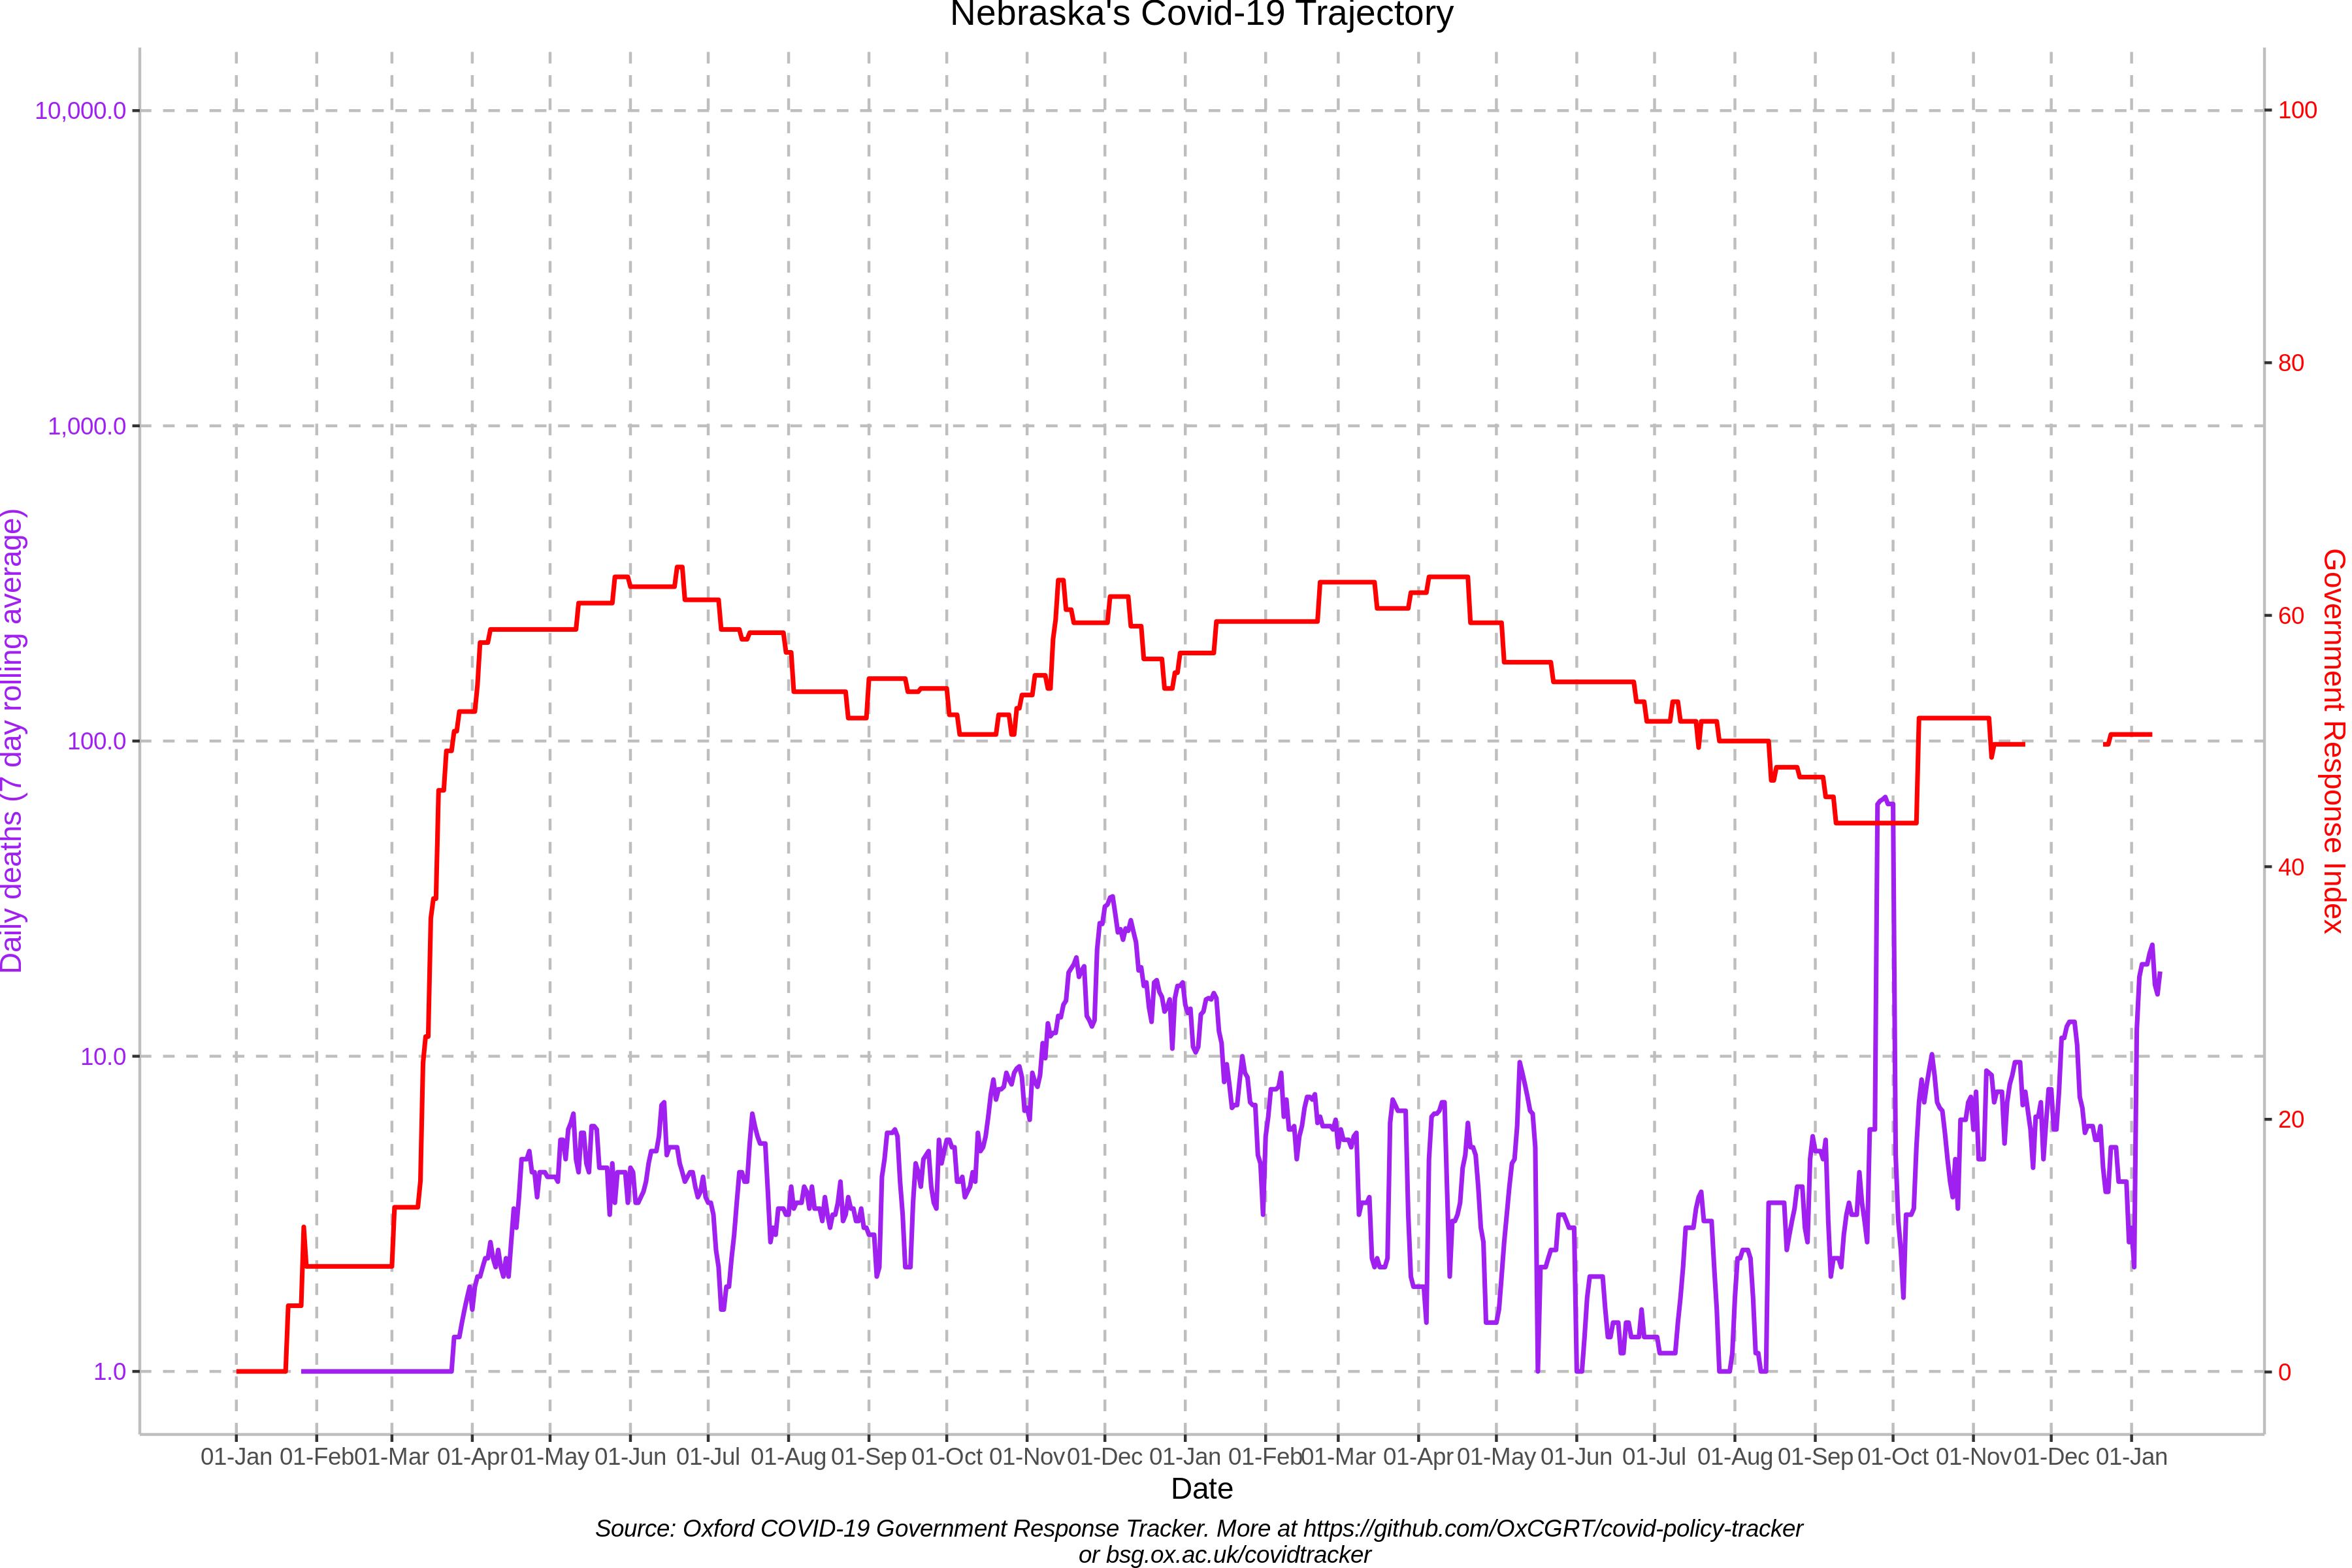 Nebraska's Covid-19 Trajectory
10,000.0
1,000.0
100.0
10.0
1.0
Daily deaths (7 day rolling average)
100
80
60
40
20
0
Government Response Index
01-Jan 01-Feb 01-Mar 01-Apr 01-May 01-Jun 01-Jul 01-Aug 01-Sep 01-Oct 01-Nov 01-Dec 01-Jan 01-Feb 01-Mar 01-Apr 01-May 01-Jun 01-Jul 01-Aug 01-Sep 01-Oct 01-Nov 01-Dec 01-Jan
Date
Source: Oxford COVID-19 Government Response Tracker. More at https://github.com/OxCGRT/covid-policy-tracker
or bsg.ox.ac.uk/covidtracker